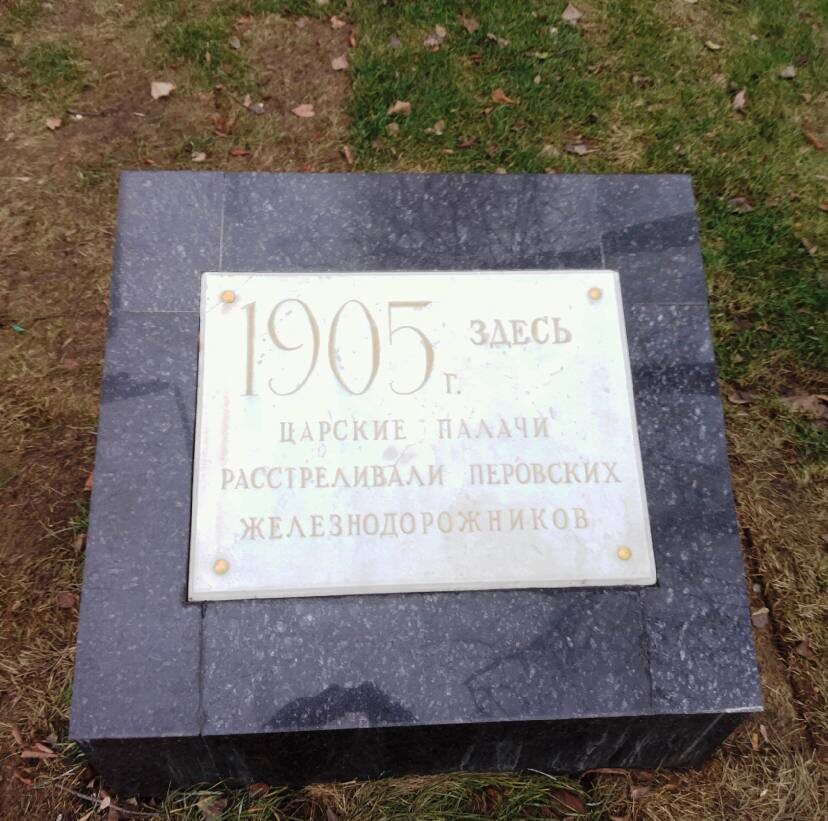 1905 г. ЗДЕСЬ
ЦАРСКИЕ ПАЛАЧИ
РАССТРЕЛИВАЛИ ПЕРОВСКИХ
ЖЕЛЕЗНОДОРОЖНИКОВ